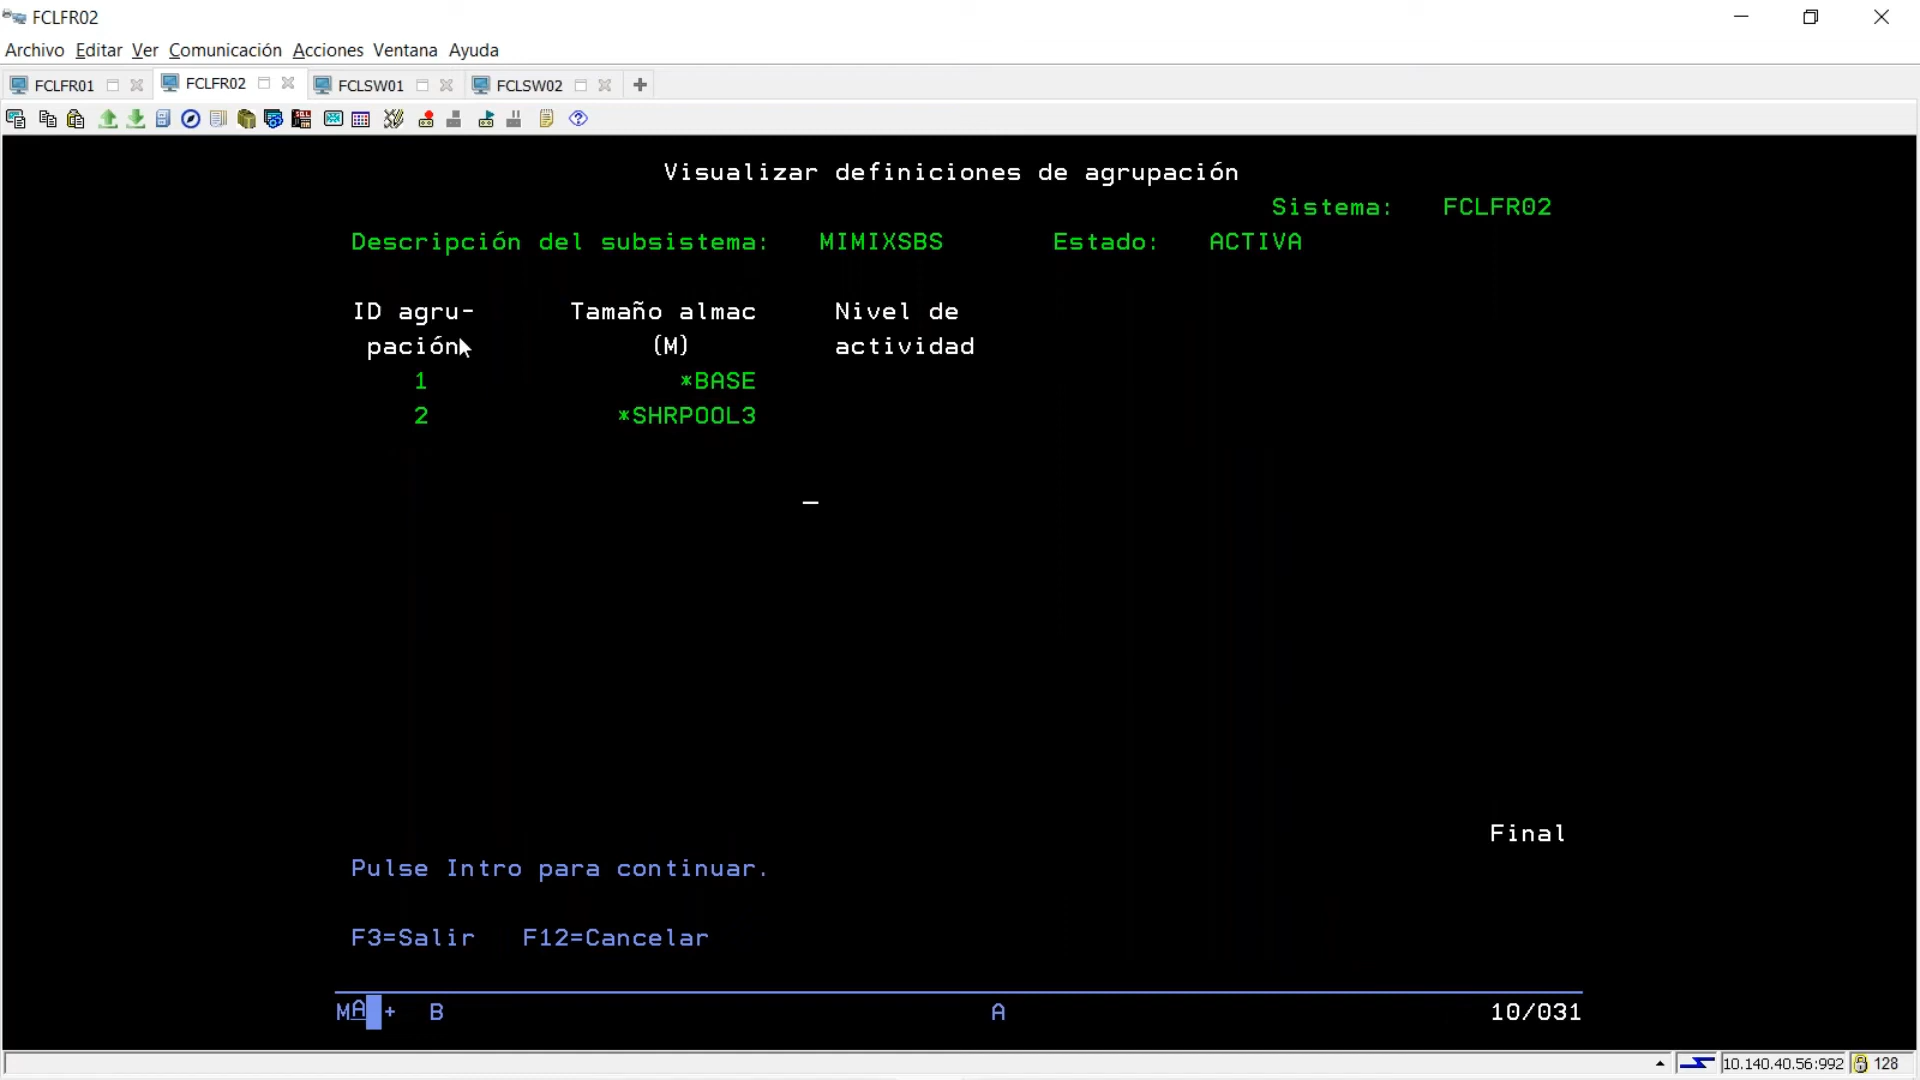 FCLFR02
Archivo Editar Ver Comunicación Acciones Ventana Ayuda
FCLFR01 FCLFR02 FCLSW01 FCLSW02
Visualizar definiciones de agrupación
Sistema: FCLFR02
Descripción del subsistema: MIMIXSBS Estado: ACTIVA
ID agru- Tamaño almac Nivel de
pación (M) actividad
1 *BASE
2 *SHRPOOL3
Final
Pulse Intro para continuar.
F3=Salir F12=Cancelar
MA + B A 10/031
10.140.40.56:992 128